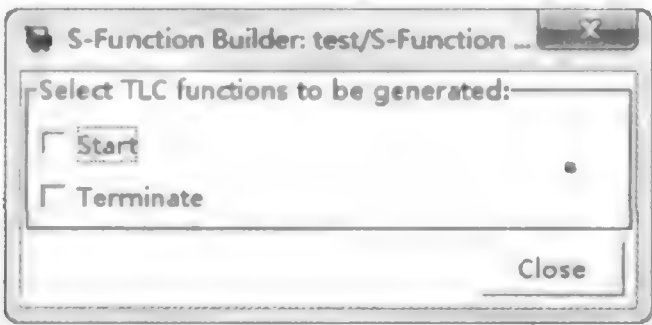 S-Function Builder: test/S-Function ...
Select TLC functions to be generated:
Start
Terminate
Close